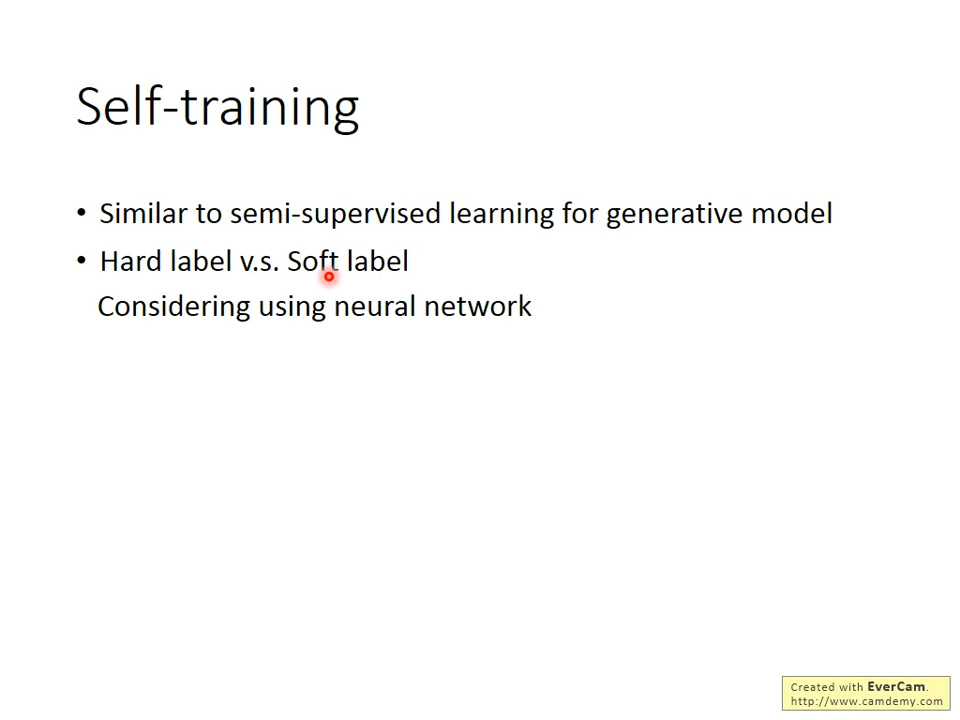 Self-training
• Similar to semi-supervised learning for generative model
• Hard label v.s. Soft label
Considering using neural network
Created with EverCam.
http://www.camdemy.com